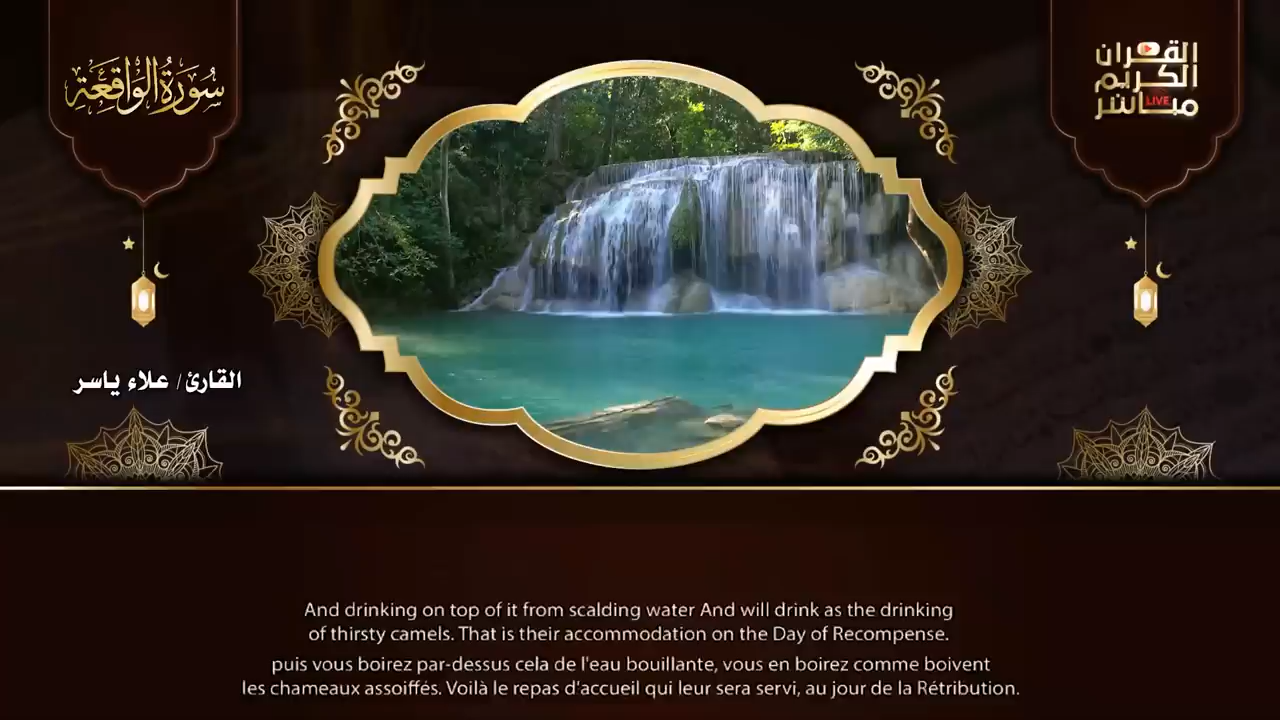 سُورَةُ الوَاقِعَة
القرآن
الكريم
مباشر
LIVE
القارئ/ علاء ياسر
And drinking on top of it from scalding water And will drink as the drinking
of thirsty camels. That is their accommodation on the Day of Recompense.
puis vous boirez par-dessus cela de l'eau bouillante, vous en boirez comme boivent
les chameaux assoiffés. Voilà le repas d'accueil qui leur sera servi, au jour de la Rétribution.